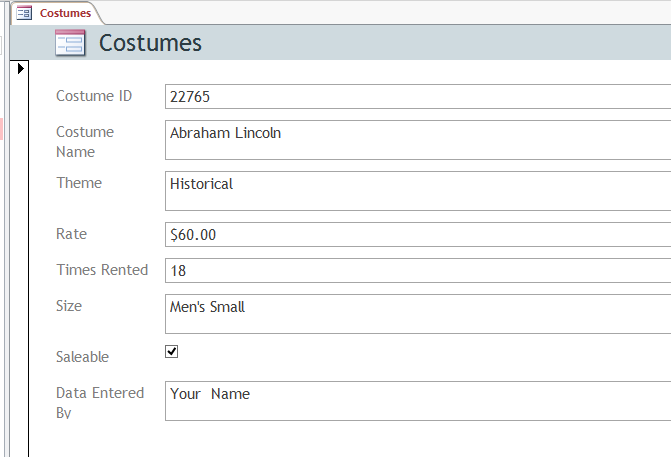 Costumes
Costumes
Costume ID
22765
Costume
Name
Abraham Lincoln
Theme
Historical
Rate
$60.00
Times Rented
18
Size
Men's Small
Saleable
Data Entered
By
Your  Name